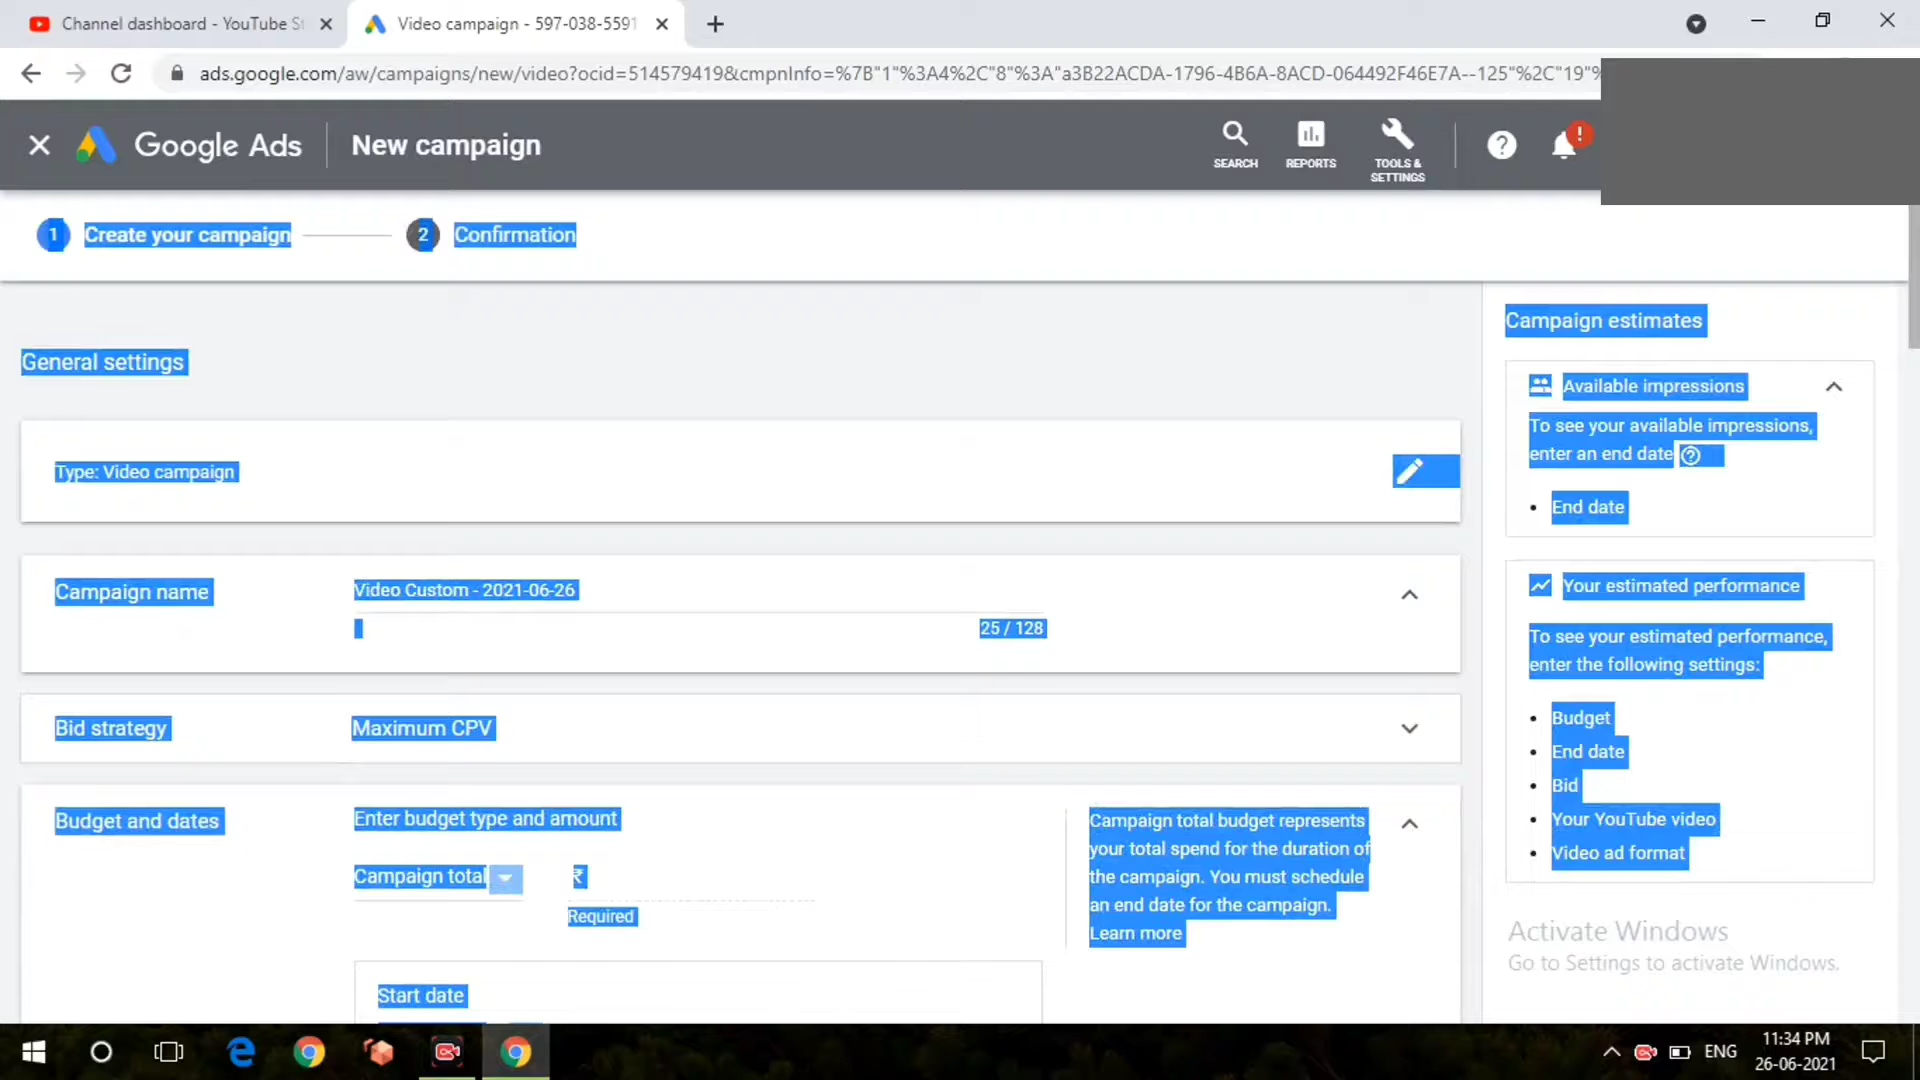 Channel dashboard - YouTube St
Video campaign - 597-038-5591
ads.google.com/aw/campaigns/new/video?ocid=514579419&cmpnInfo=%7B"1"%3A4%2C"8"%3A"a3B22ACDA-1796-4B6A-8ACD-064492F46E7A--125"%2C"19"%
Google Ads
New campaign
SEARCH
REPORTS
TOOLS &
SETTINGS
1 Create your campaign
2 Confirmation
General settings
Type: Video campaign
Campaign name
Video Custom - 2021-06-26
25 / 128
Bid strategy
Maximum CPV
Budget and dates
Enter budget type and amount
Campaign total
₹
Required
Campaign total budget represents
your total spend for the duration of
the campaign. You must schedule
an end date for the campaign.
Learn more
Start date
Campaign estimates
Available impressions
To see your available impressions,
enter an end date
• End date
Your estimated performance
To see your estimated performance,
enter the following settings:
• Budget
• End date
• Bid
• Your YouTube video
• Video ad format
Activate Windows
Go to Settings to activate Windows.
ENG
11:34 PM
26-06-2021